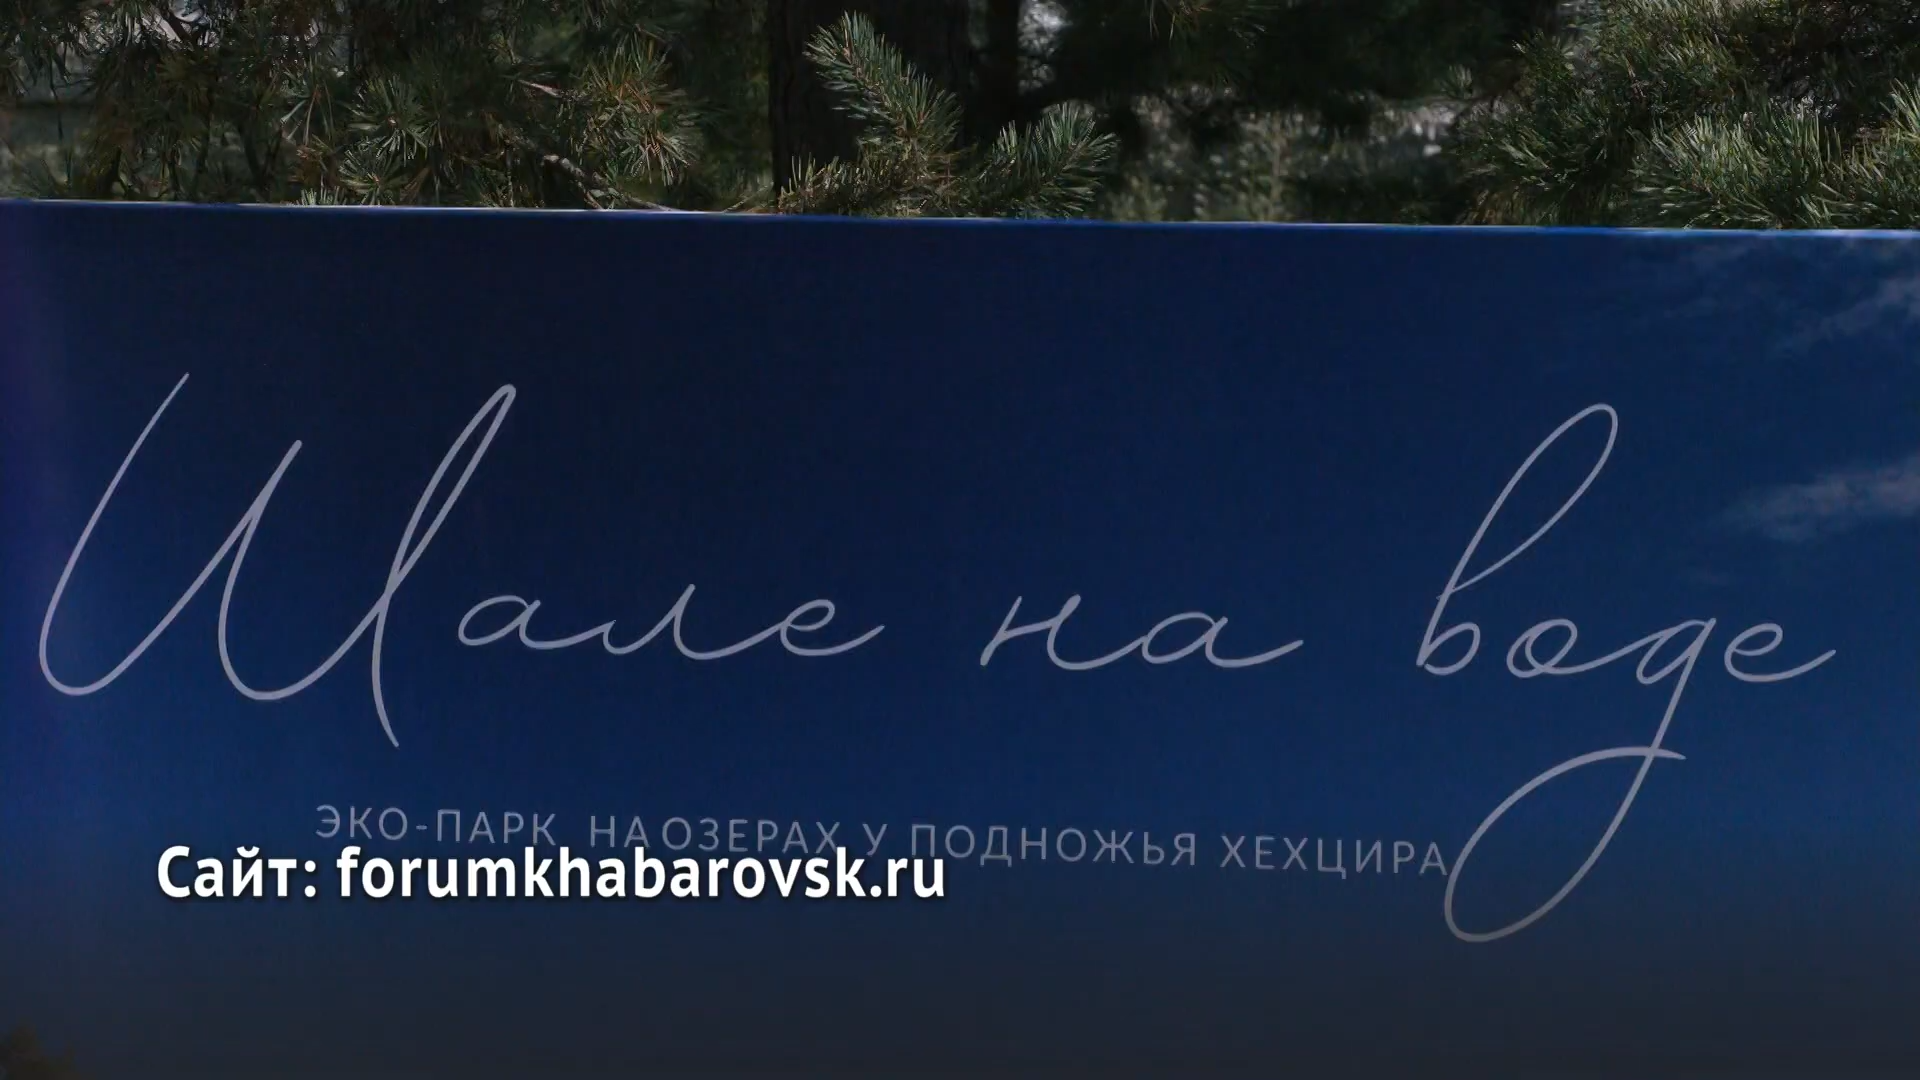 Шале на воде
ЭКО-ПАРК НА ОЗЕРАХ У ПОДНОЖЬЯ ХЕХЦИРА
Сайт: forumkhabarovsk.ru